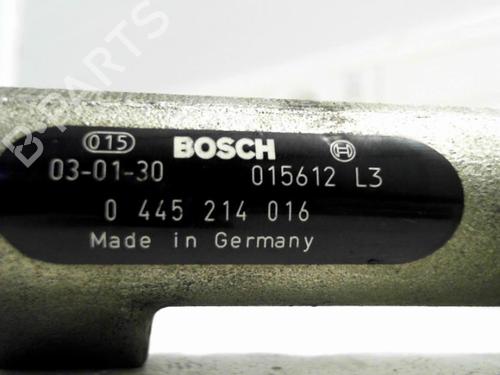 B-PARTS
015 BOSCH
03-01-30 015612 L3
0 445 214 016
Made in Germany